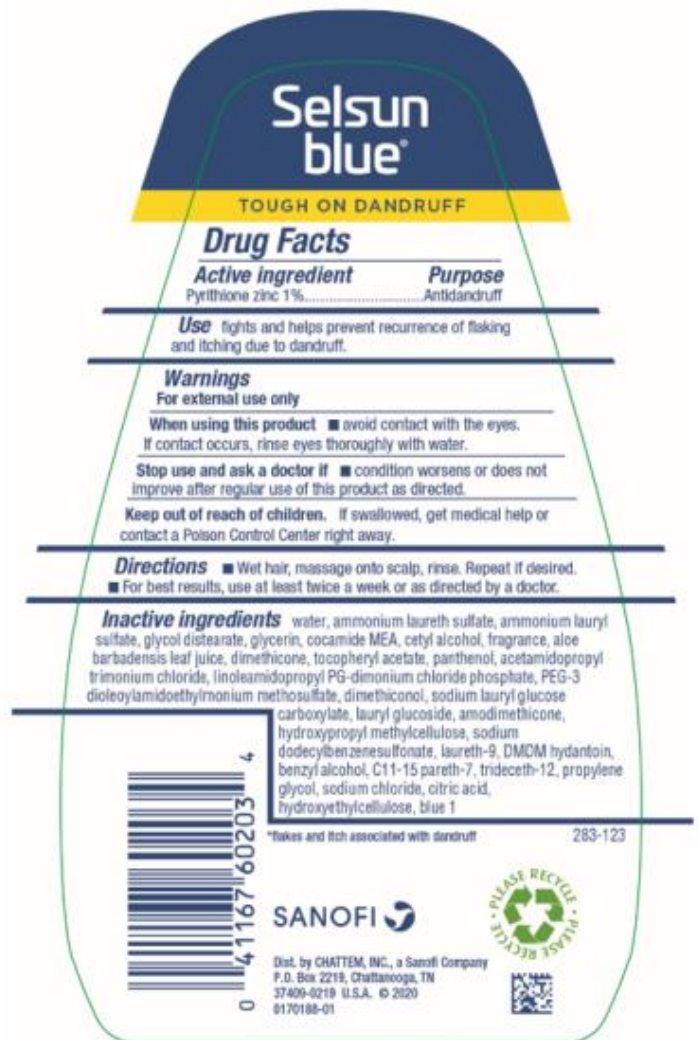 Selsun
blue®
TOUGH ON DANDRUFF
Drug Facts
Active ingredient Purpose
Pyrithione zinc 1%..........................Antidandruff
Use fights and helps prevent recurrence of flaking
and itching due to dandruff.
Warnings
For external use only
When using this product ■ avoid contact with the eyes.
If contact occurs, rinse eyes thoroughly with water.
Stop use and ask a doctor if ■ condition worsens or does not
improve after regular use of this product as directed.
Keep out of reach of children. If swallowed, get medical help or
contact a Poison Control Center right away.
Directions ■ Wet hair, massage onto scalp, rinse. Repeat if desired.
■ For best results, use at least twice a week or as directed by a doctor.
Inactive ingredients water, ammonium laureth sulfate, ammonium lauryl
sulfate, glycol distearate, glycerin, cocamide MEA, cetyl alcohol, fragrance, aloe
barbadensis leaf juice, dimethicone, tocopheryl acetate, panthenol, acetamidopropyl
trimonium chloride, linoleamidopropyl PG-dimonium chloride phosphate, PEG-3
dioleoylamidoethylmonium methosulfate, dimethiconol, sodium lauryl glucose
carboxylate, lauryl glucoside, amodimethicone,
hydroxypropyl methylcellulose, sodium
dodecylbenzenesulfonate, laureth-9, DMDM hydantoin,
benzyl alcohol, C11-15 pareth-7, trideceth-12, propylene
glycol, sodium chloride, citric acid,
hydroxyethylcellulose, blue 1
*flakes and itch associated with dandruff 283-123
0 41167 60203 4
SANOFI
PLEASE RECYCLE • PLEASE RECYCLE •
Dist. by CHATTEM, INC., a Sanofi Company
P.O. Box 2219, Chattanooga, TN
37409-0219 U.S.A. © 2020
0170188-01